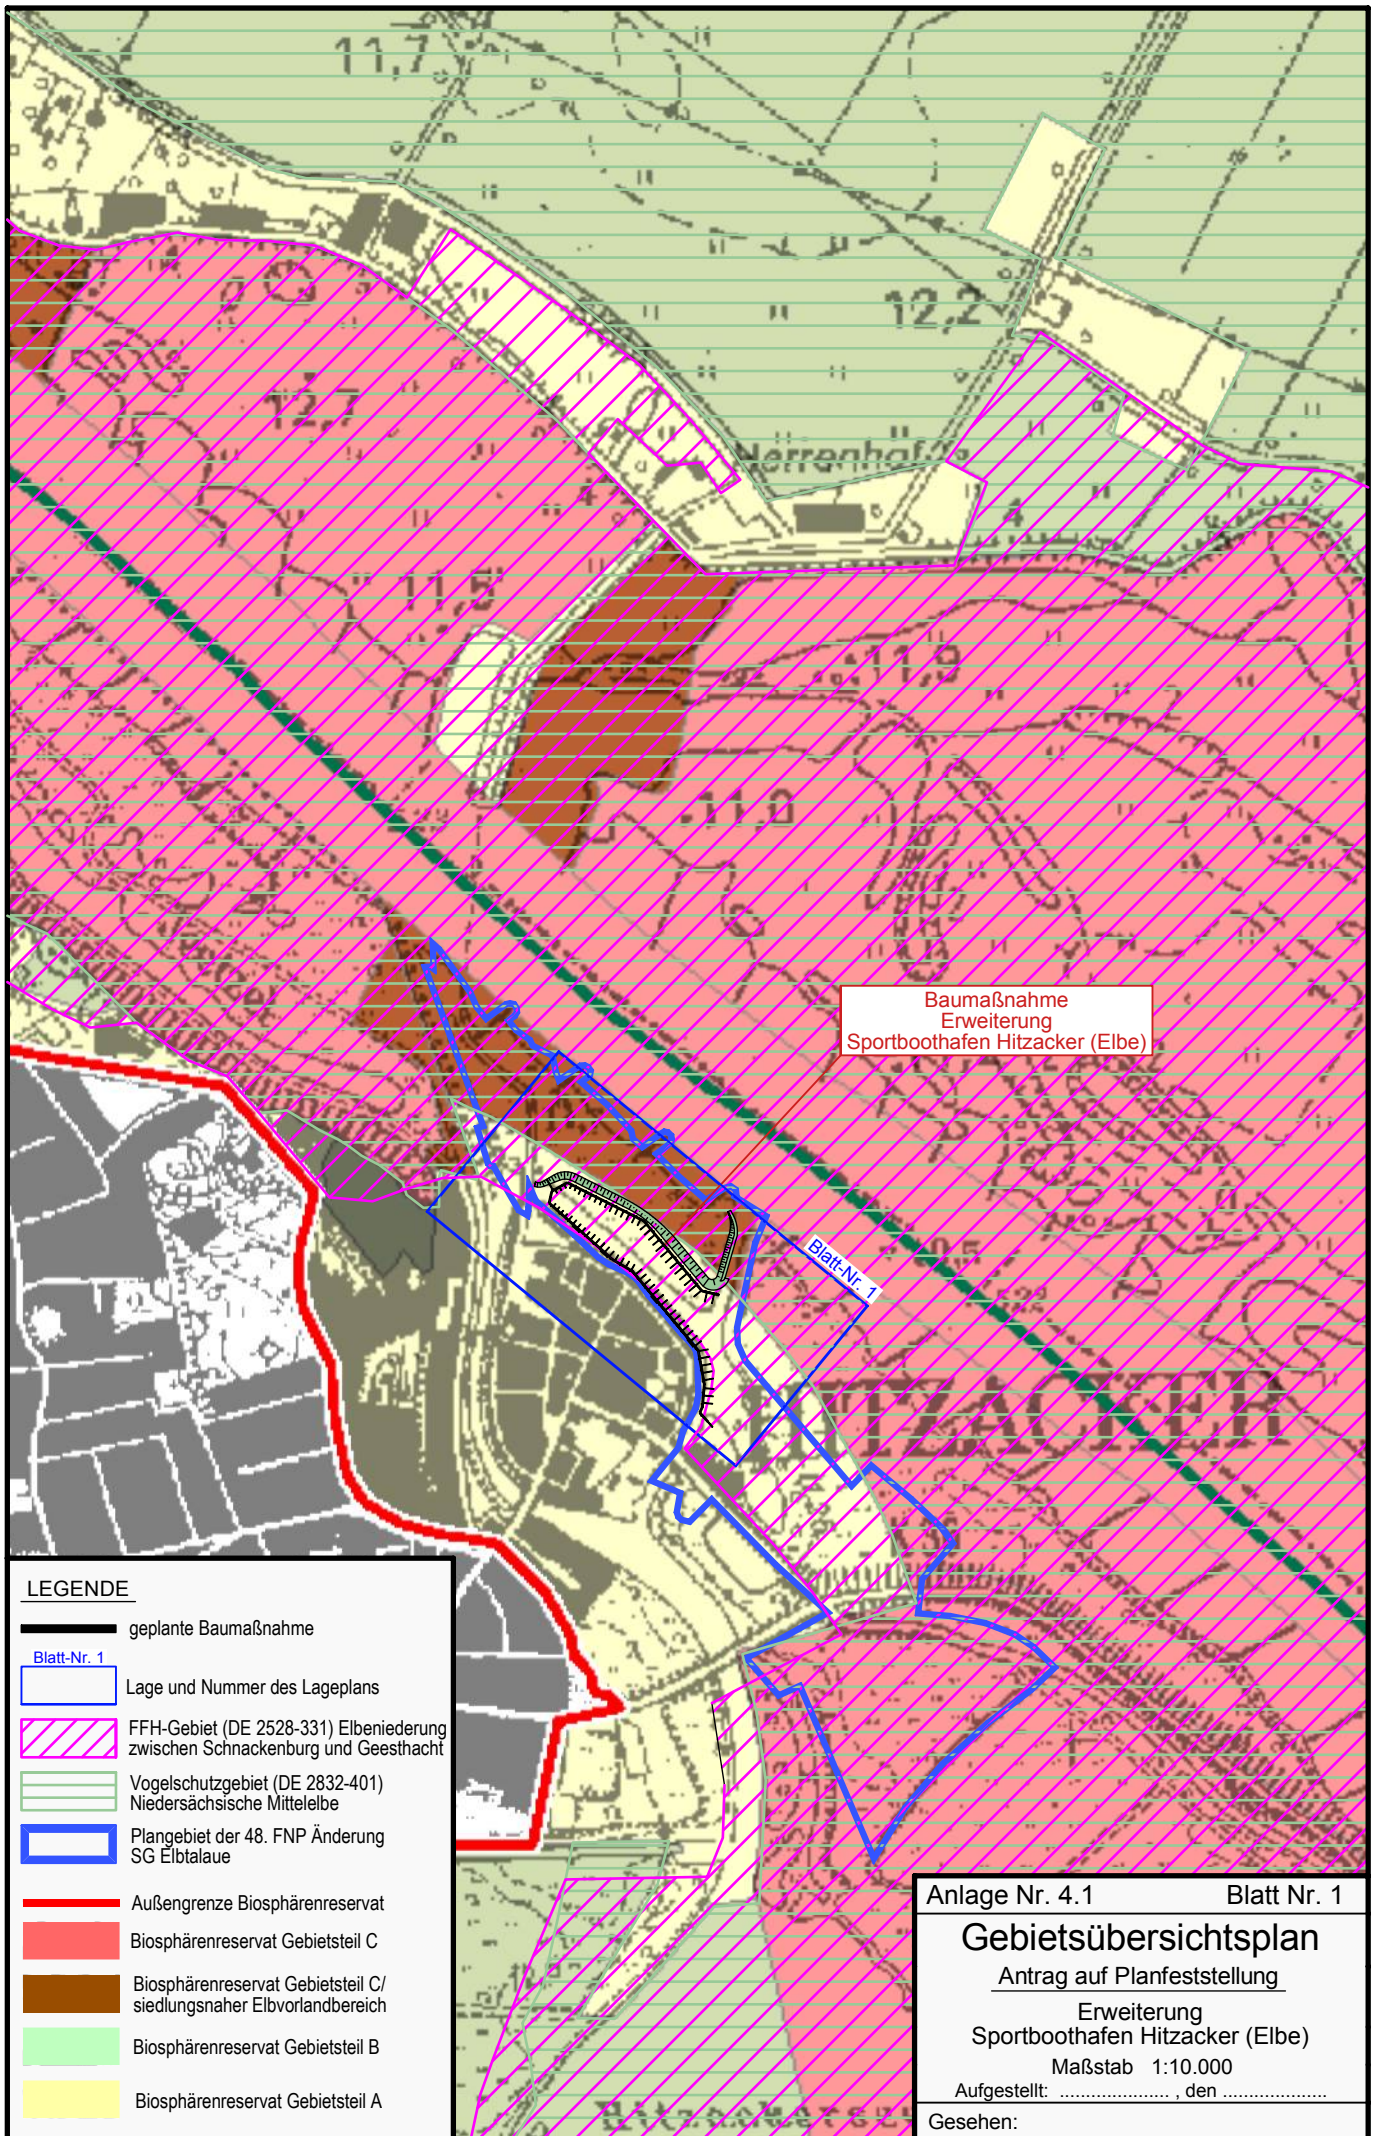 11,7
12,2
12,7
Herrenhof
4
11,5
11,9
11,0
Baumaßnahme
Erweiterung
Sportboothafen Hitzacker (Elbe)
Blatt-Nr. 1
LEGENDE
geplante Baumaßnahme
Blatt-Nr. 1
Lage und Nummer des Lageplans
FFH-Gebiet (DE 2528-331) Elbeniederung
zwischen Schnackenburg und Geesthacht
Vogelschutzgebiet (DE 2832-401)
Niedersächsische Mittelelbe
Plangebiet der 48. FNP Änderung
SG Elbtalaue
Außengrenze Biosphärenreservat
Biosphärenreservat Gebietsteil C
Biosphärenreservat Gebietsteil C/
siedlungsnaher Elbvorlandbereich
Biosphärenreservat Gebietsteil B
Biosphärenreservat Gebietsteil A
Anlage Nr. 4.1 Blatt Nr. 1
Gebietsübersichtsplan
Antrag auf Planfeststellung
Erweiterung
Sportboothafen Hitzacker (Elbe)
Maßstab 1:10.000
Aufgestellt: ..................... , den ....................
Gesehen: